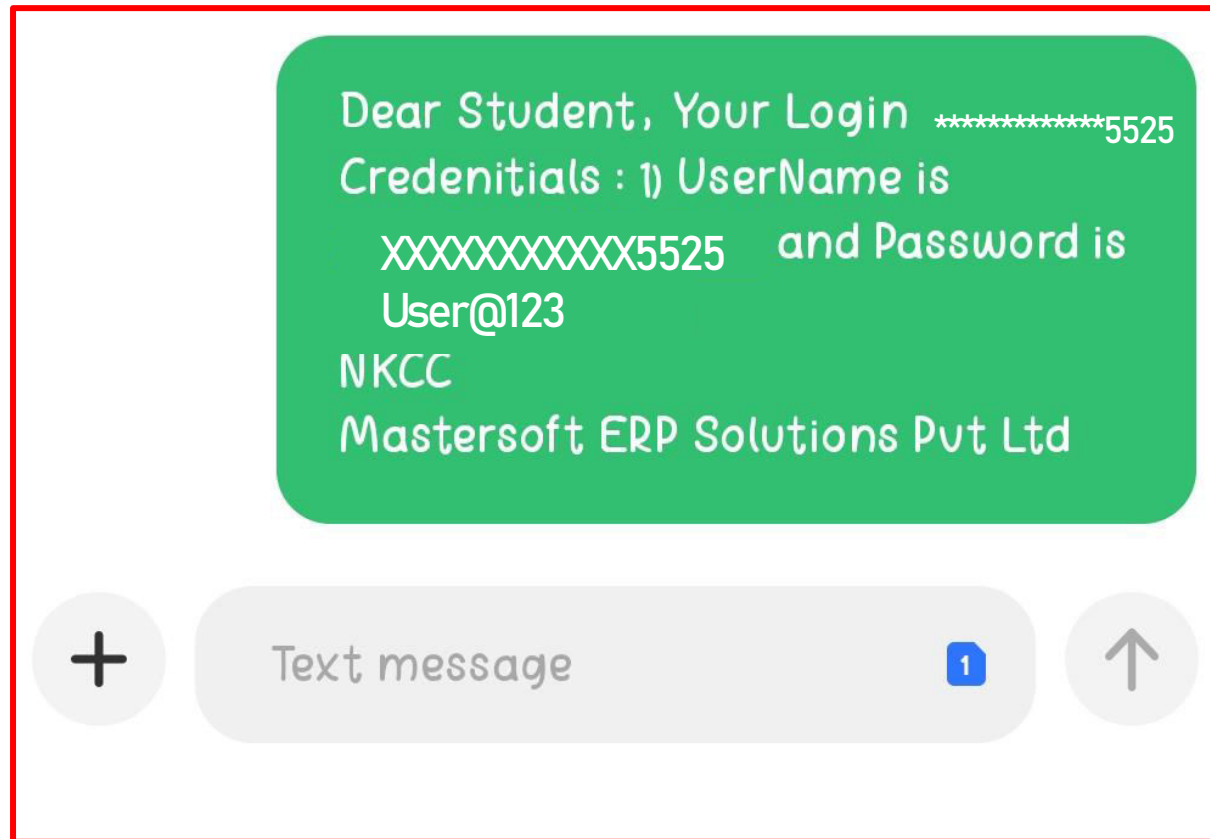 Dear Student, Your Login *************5525
Credenitials : 1) UserName is
XXXXXXXXXXX5525 and Password is
User@123
NKCC
Mastersoft ERP Solutions Pvt Ltd
Text message
1